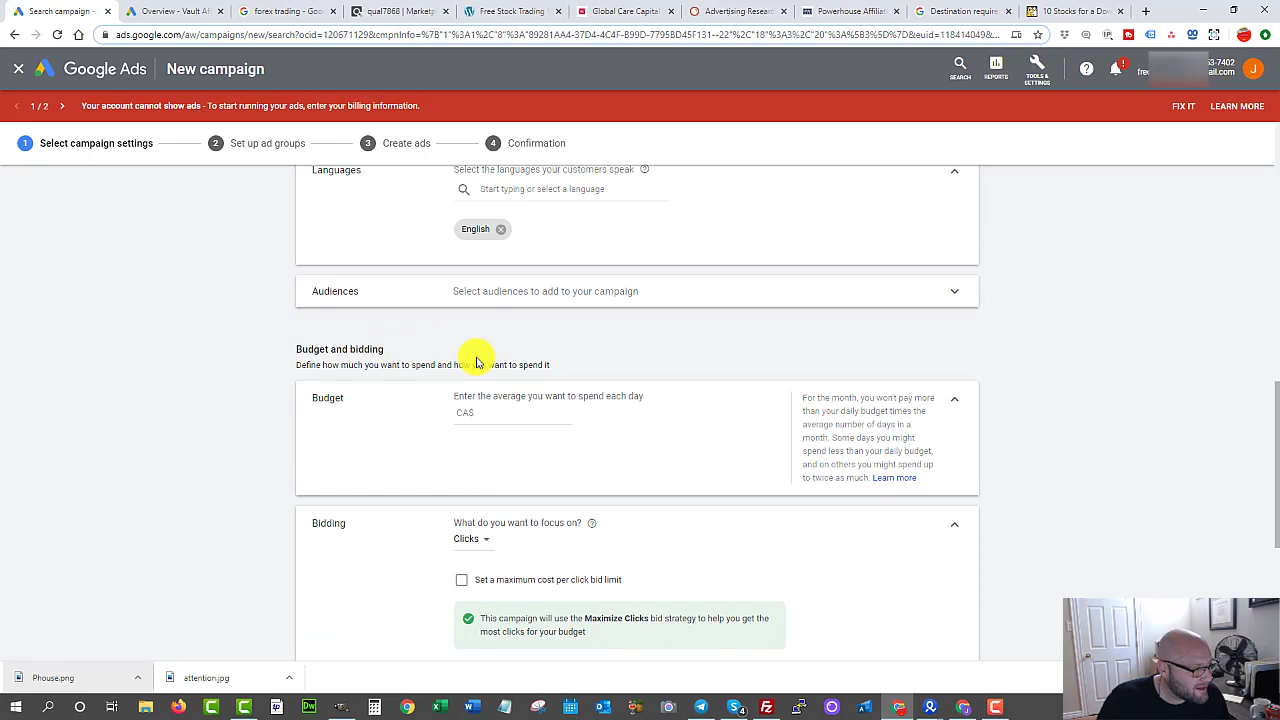 Search campaign -
Overview - Vault Af
forex trading - Goo
qual7868 | Marketp
Free Stock Trading
Global Care Capital
Advertising Resear
Powerhouse Affiliat
Destination require
10 Stocks for a Dow
ads.google.com/aw/campaigns/new/search?ocid=120671129&cmpnInfo=%7B"1%3A1%2C"8%3A"89281AA4-37D4-4C4F-B99D-7795BD45F131--22"%2C"18"%3A3%2C"20"%3A%5B3%5D%7D&euid=1184140498...
Google Ads
New campaign
SEARCH
REPORTS
TOOLS &
SETTINGS
53-7402
1 / 2
Your account cannot show ads - To start running your ads, enter your billing information.
FIX IT
LEARN MORE
1 Select campaign settings
2 Set up ad groups
3 Create ads
4 Confirmation
Languages
Select the languages your customers speak
Start typing or select a language
English
Audiences
Select audiences to add to your campaign
Budget and bidding
Define how much you want to spend and how you want to spend it
Budget
Enter the average you want to spend each day
CA$
For the month, you won't pay more
than your daily budget times the
average number of days in a
month. Some days you might
spend less than your daily budget,
and on others you might spend up
to twice as much. Learn more
Bidding
What do you want to focus on?
Clicks
Set a maximum cost per click bid limit
This campaign will use the Maximize Clicks bid strategy to help you get the
most clicks for your budget
Phouse.png
attention.jpg